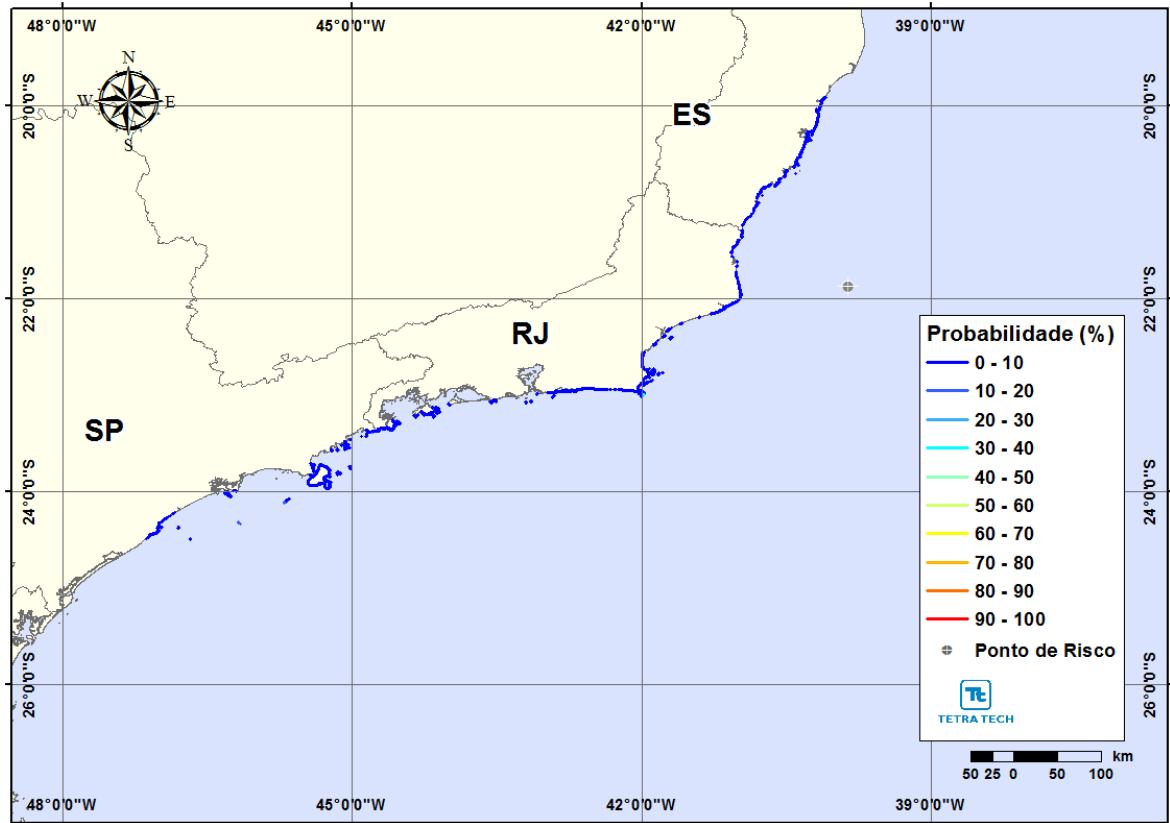 48°0'0"W 45°0'0"W 42°0'0"W 39°0'0"W
N
W E
S
20°0'0"S 20°0'0"S
ES
22°0'0"S 22°0'0"S
RJ
SP
24°0'0"S 24°0'0"S
26°0'0"S 26°0'0"S
Probabilidade (%)
0 - 10
10 - 20
20 - 30
30 - 40
40 - 50
50 - 60
60 - 70
70 - 80
80 - 90
90 - 100
Ponto de Risco
Tt
TETRA TECH
km
50 25 0 50 100
48°0'0"W 45°0'0"W 42°0'0"W 39°0'0"W